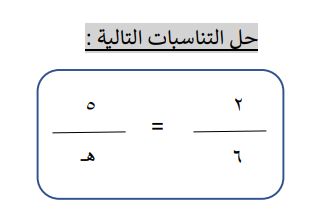 حل التناسبات التالية :
٢ = ٥
٦ هـ